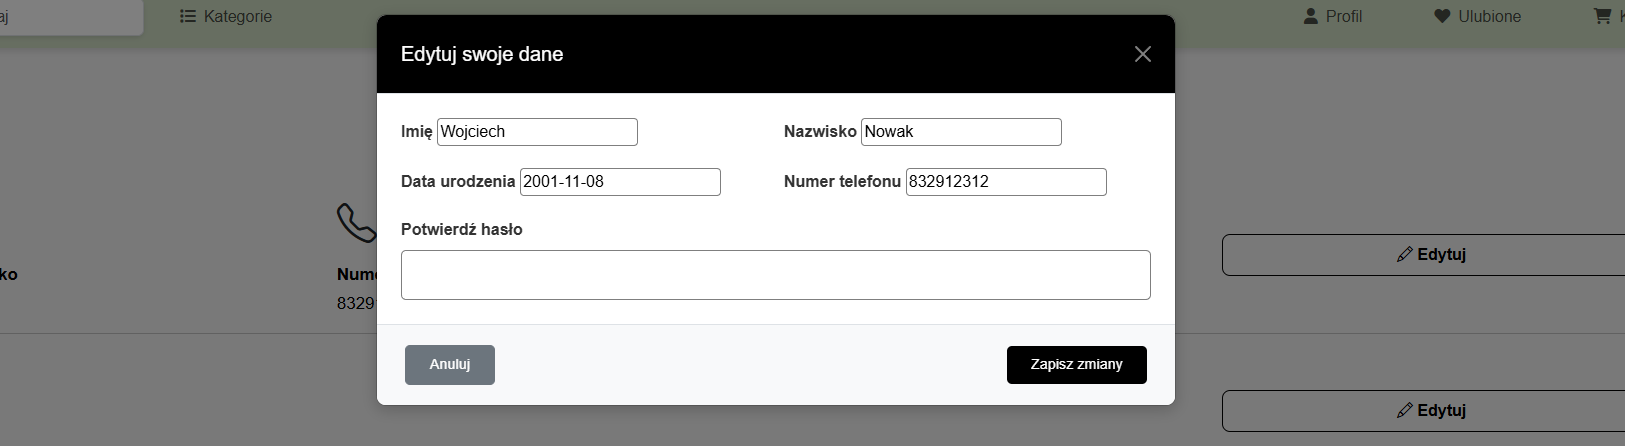 aj Kategorie Profil Ulubione
Edytuj swoje dane
Imię Wojciech Nazwisko Nowak
Data urodzenia 2001-11-08 Numer telefonu 832912312
Potwierdź hasło
Edytuj
ko Nume
8329
Anuluj Zapisz zmiany
Edytuj